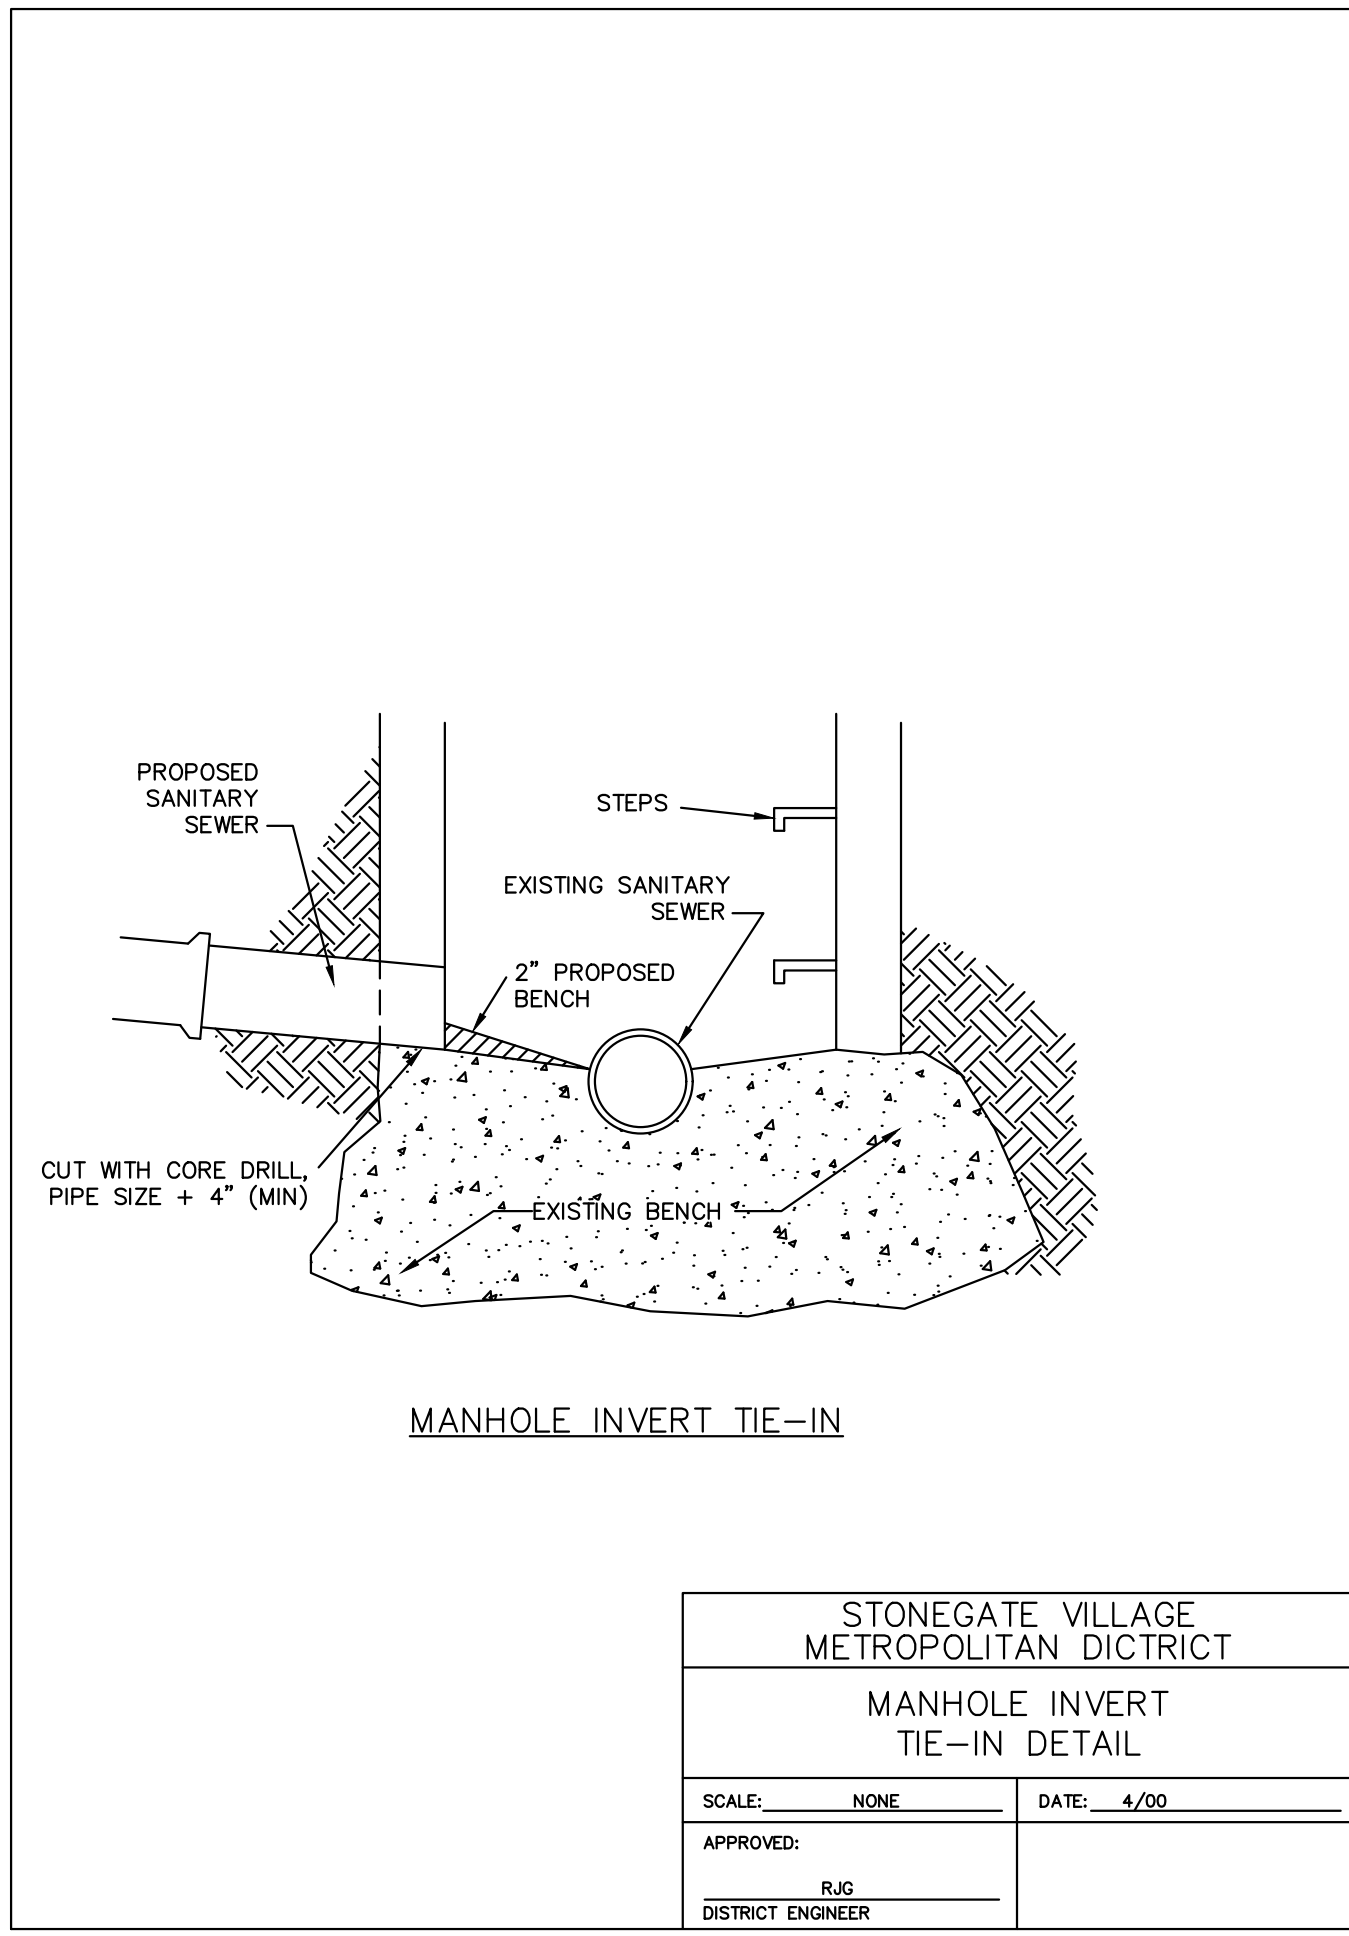 PROPOSED
SANITARY
SEWER
STEPS
EXISTING SANITARY
SEWER
2" PROPOSED
BENCH
CUT WITH CORE DRILL,
PIPE SIZE + 4" (MIN)
EXISTING BENCH
MANHOLE INVERT TIE-IN
STONEGATE VILLAGE
METROPOLITAN DICTRICT
MANHOLE INVERT
TIE-IN DETAIL
SCALE: NONE
DATE: 4/00
APPROVED:
RJG
DISTRICT ENGINEER